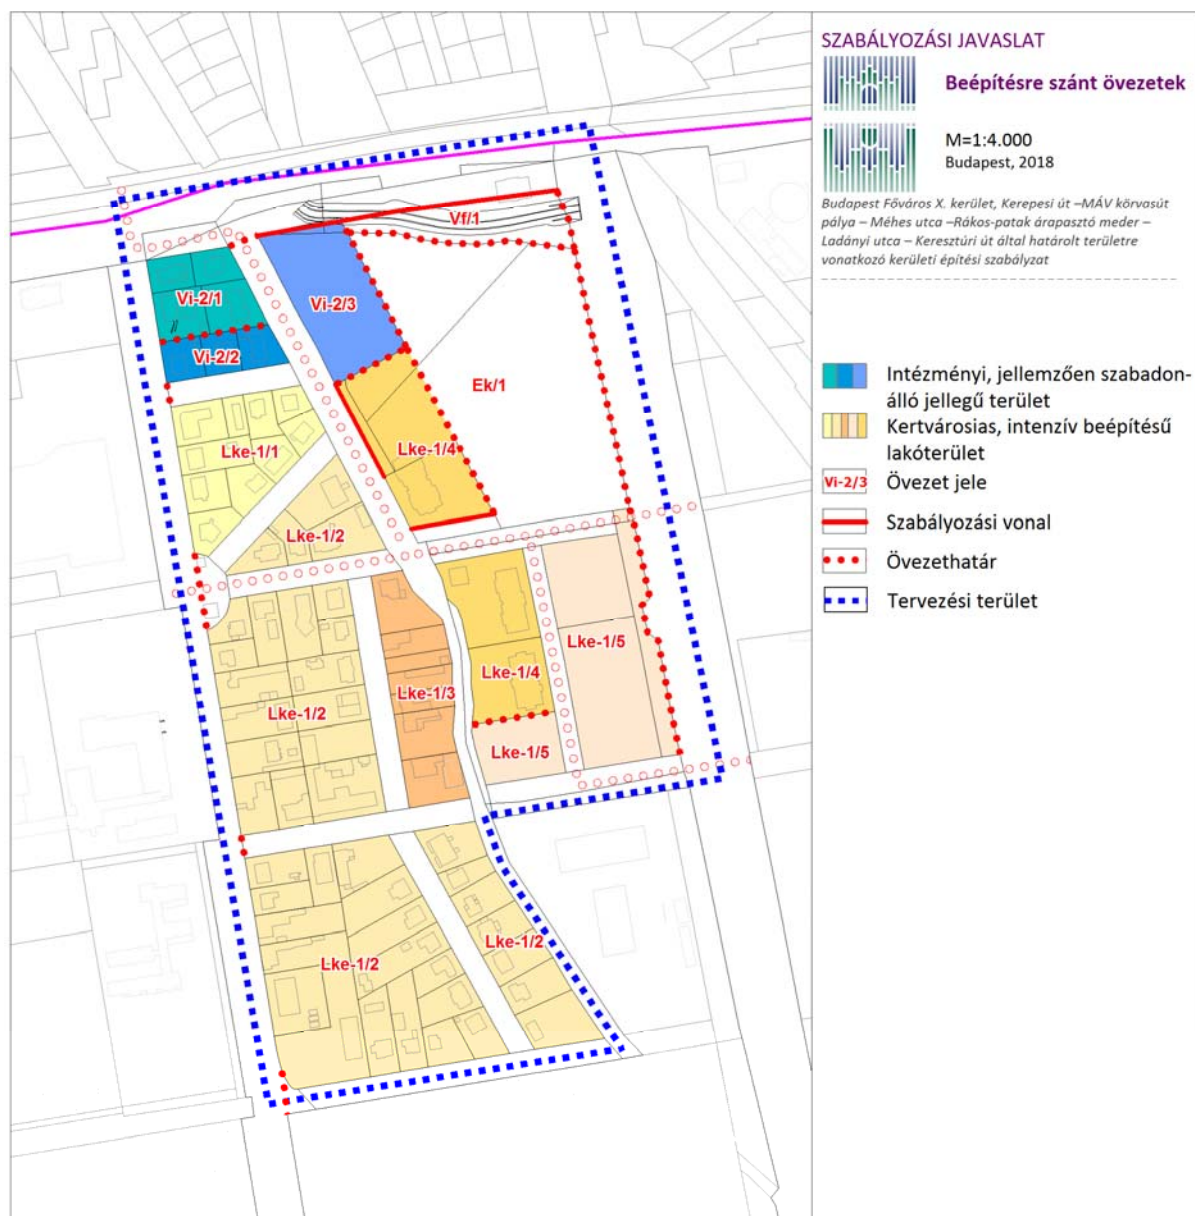 SZABÁLYOZÁSI JAVASLAT
Beépítésre szánt övezetek
M=1:4.000
Budapest, 2018
Budapest Főváros X. kerület, Kerepesi út –MÁV körvasút
pálya – Méhes utca –Rákos-patak árapasztó meder –
Ladányi utca – Keresztúri út által határolt területre
vonatkozó kerületi építési szabályzat
Intézményi, jellemzően szabadon-
álló jellegű terület
Kertvárosias, intenzív beépítésű
lakóterület
Vi-2/3
Övezet jele
Szabályozási vonal
Övezethatár
Tervezési terület
Vf/1
Vi-2/1
Vi-2/3
Vi-2/2
Ek/1
Lke-1/1
Lke-1/4
Lke-1/2
Lke-1/5
Lke-1/4
Lke-1/3
Lke-1/2
Lke-1/5
Lke-1/2
Lke-1/2